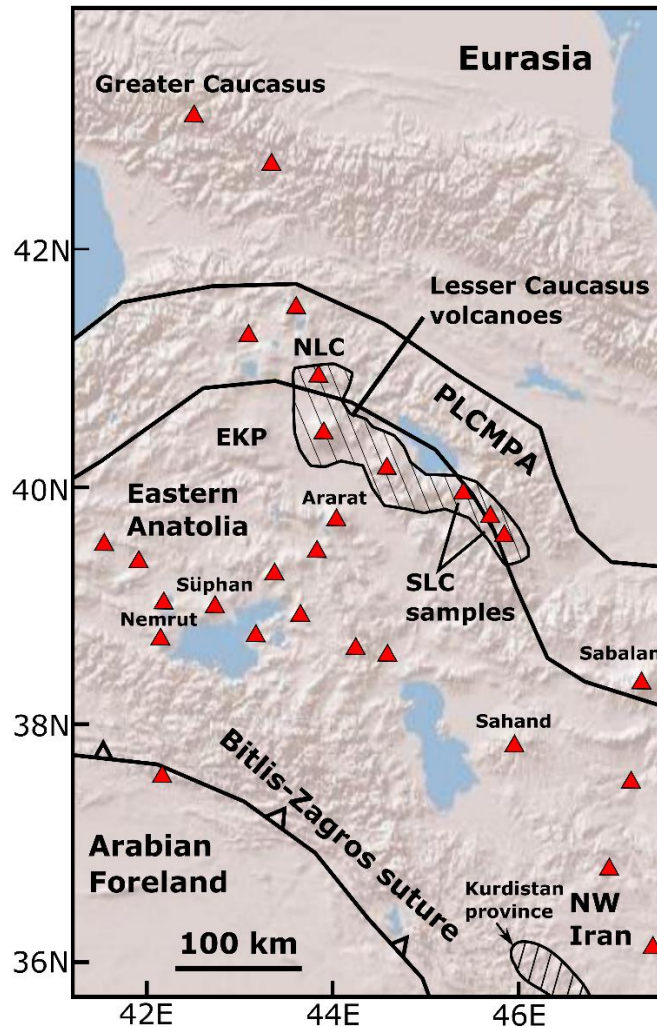 Eurasia
Greater Caucasus
42N
Lesser Caucasus
volcanoes
NLC
PLCMPA
EKP
40N
Eastern
Anatolia
Ararat
SLC
samples
Süphan
Nemrut
Sabalan
38N
Sahand
Bitlis-Zagros suture
Arabian
Foreland
Kurdistan
province
NW
Iran
100 km
36N
42E
44E
46E